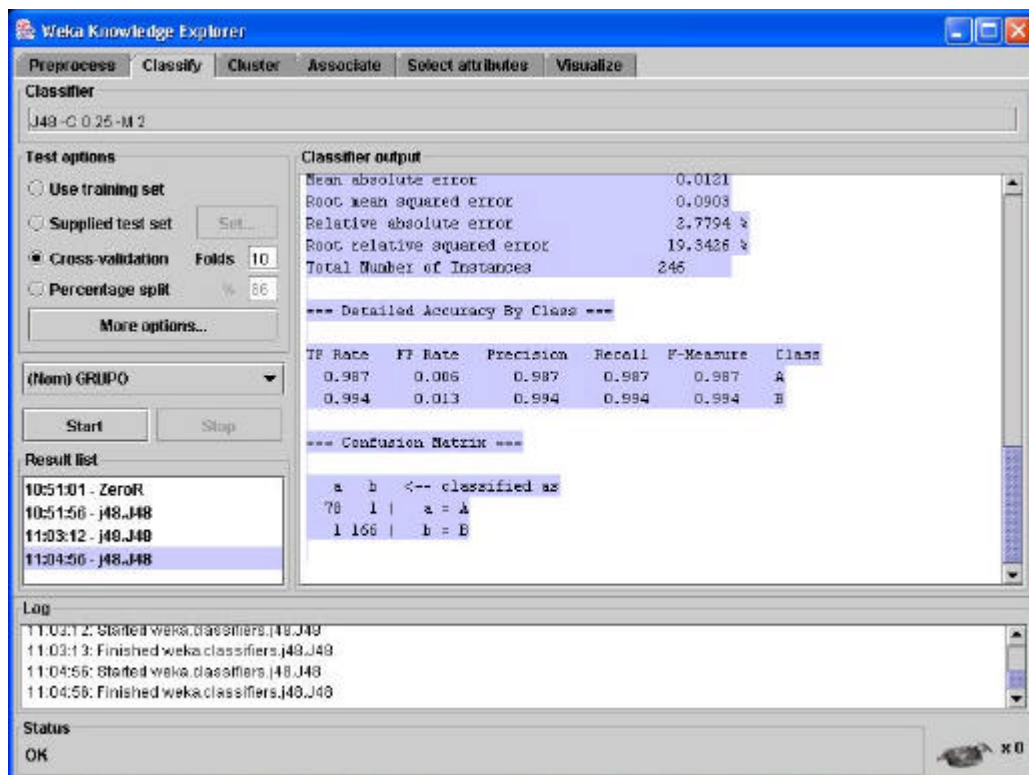 Weka Knowledge Explorer
Preprocess Classify Cluster Associate Select attributes Visualize
Classifier
J48 -C 0.25 -M 2
Test options
Use training set
Supplied test set Set...
Cross-validation Folds 10
Percentage split % 66
More options...
(Nom) GRUPO
Start Stop
Result list
10:51:01 - ZeroR
10:51:56 - j48.J48
11:03:12 - j48.J48
11:04:56 - j48.J48
Classifier output
Mean absolute error 0.0121
Root mean squared error 0.0903
Relative absolute error 2.7794 %
Root relative squared error 19.3426 %
Total Number of Instances 246
=== Detailed Accuracy By Class ===
TP Rate FP Rate Precision Recall F-Measure Class
0.987 0.006 0.987 0.987 0.987 A
0.994 0.013 0.994 0.994 0.994 B
=== Confusion Matrix ===
a b <-- classified as
78 1 | a = A
1 166 | b = B
Log
11:03:12: Started weka.classifiers.j48.J48
11:03:13: Finished weka.classifiers.j48.J48
11:04:56: Started weka.classifiers.j48.J48
11:04:56: Finished weka.classifiers.j48.J48
Status
OK
x 0